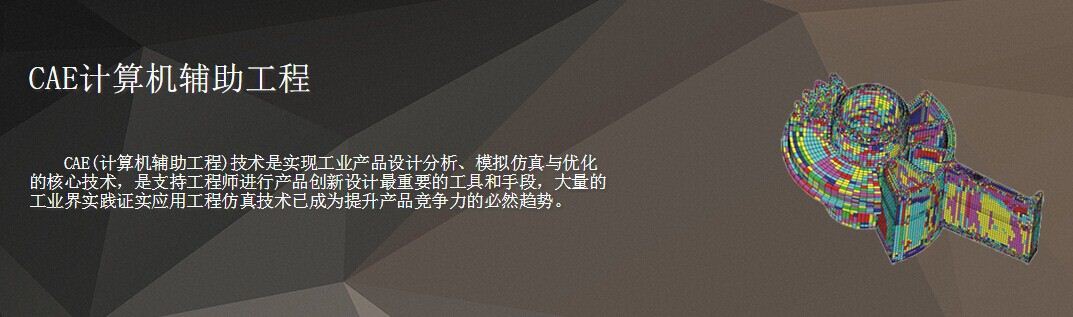 CAE计算机辅助工程
CAE(计算机辅助工程)技术是实现工业产品设计分析、模拟仿真与优化
的核心技术，是支持工程师进行产品创新设计最重要的工具和手段，大量的
工业界实践证实应用工程仿真技术已成为提升产品竞争力的必然趋势。